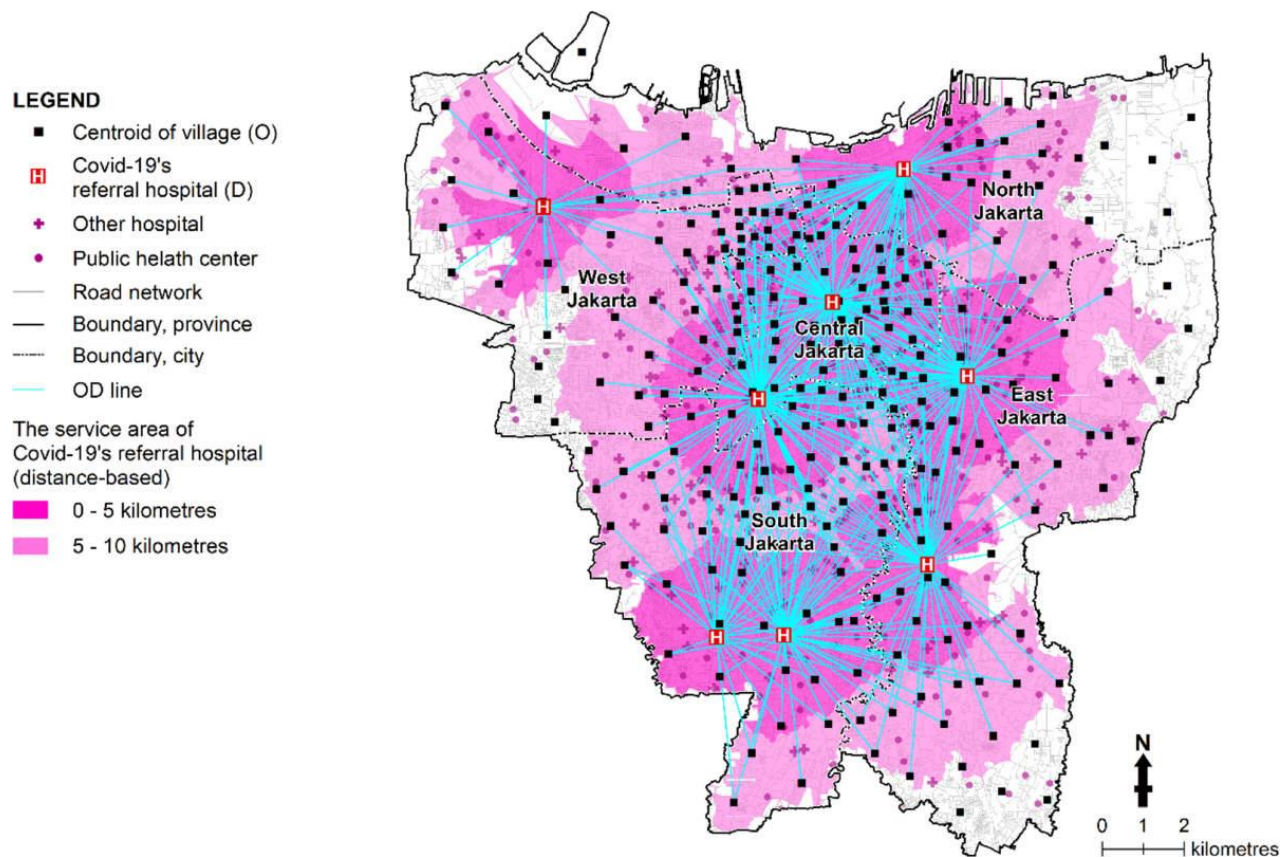 LEGEND
Centroid of village (O)
Covid-19's
referral hospital (D)
Other hospital
Public helath center
Road network
Boundary, province
Boundary, city
OD line
The service area of
Covid-19's referral hospital
(distance-based)
0 - 5 kilometres
5 - 10 kilometres
H
H
North
Jakarta
H
West
Jakarta
H
Central
Jakarta
H
H
East
Jakarta
South
Jakarta
H
H
H
N
0 1 2
kilometres